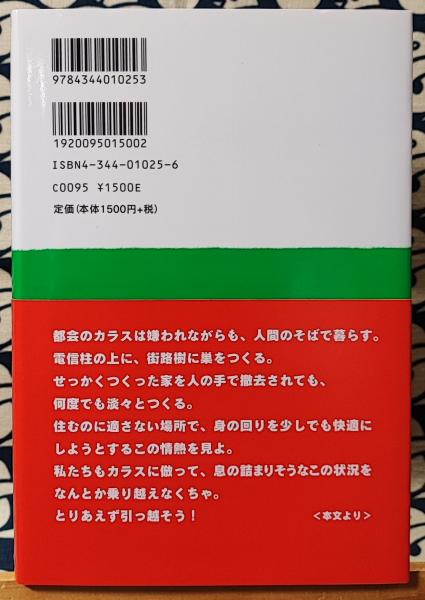 9784344010253
1920095015002
ISBN4-344-01025-6
C0095 ¥1500E
定価(本体1500円+税)
都会のカラスは嫌われながらも、人間のそばで暮らす。
電信柱の上に、街路樹に巣をつくる。
せっかくつくった家を人の手で撤去されても、
何度でも淡々とつくる。
住むのに適さない場所で、身の回りを少しでも快適に
しようとするこの情熱を見よ。
私たちもカラスに倣って、息の詰まりそうなこの状況を
なんとか乗り越えなくちゃ。
とりあえず引っ越そう！ <本文より>